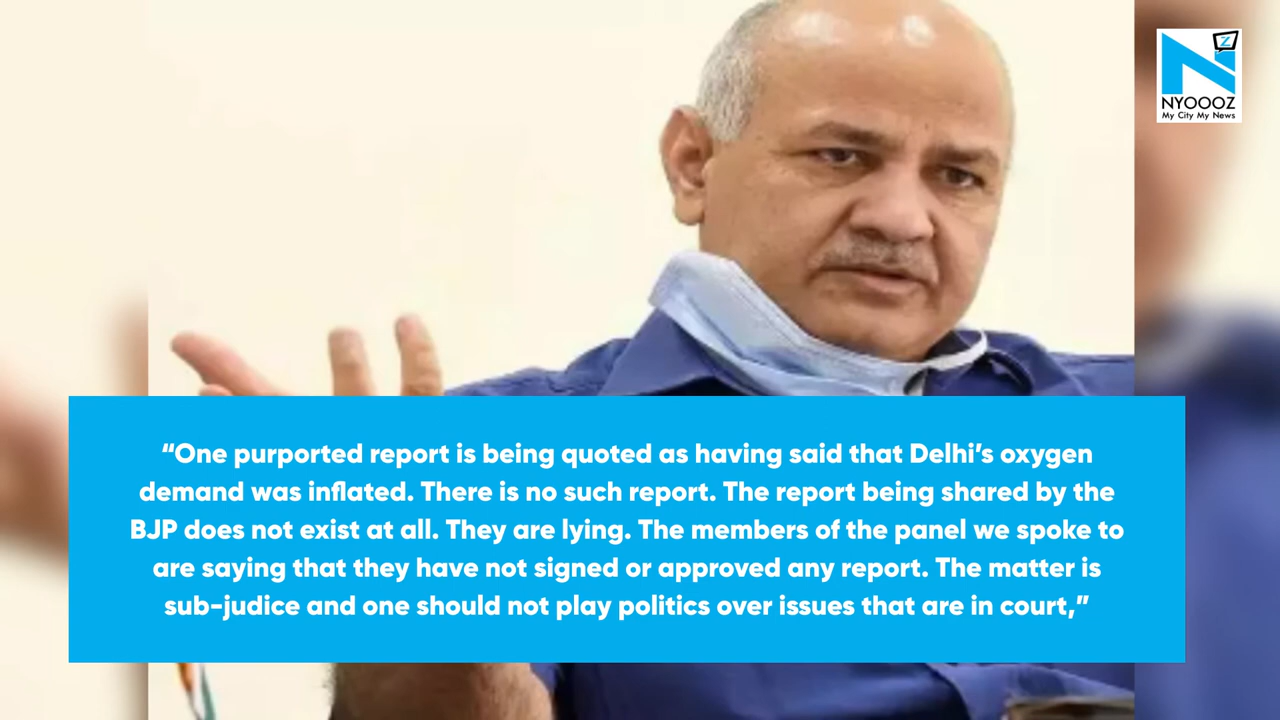 Z
NYOOOZ
My City My News
“One purported report is being quoted as having said that Delhi’s oxygen
demand was inflated. There is no such report. The report being shared by the
BJP does not exist at all. They are lying. The members of the panel we spoke to
are saying that they have not signed or approved any report. The matter is
sub-judice and one should not play politics over issues that are in court,”